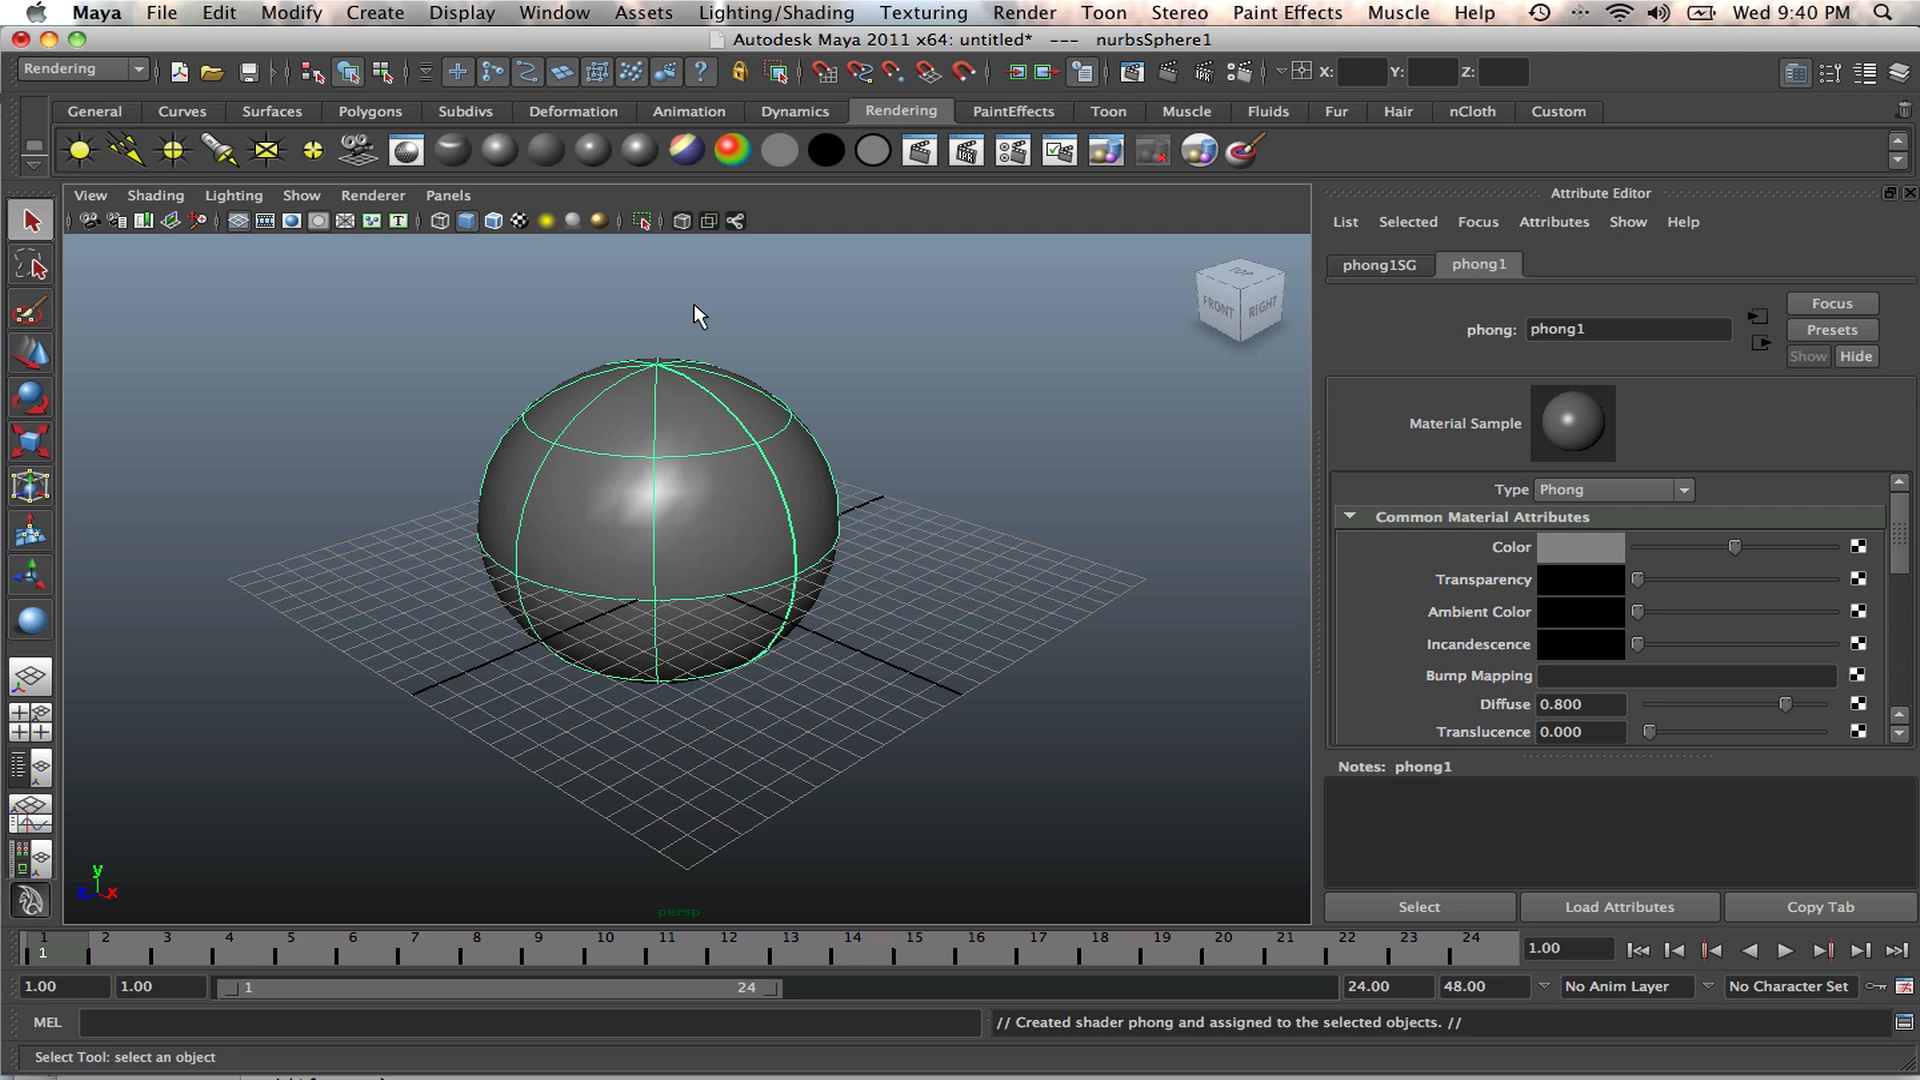 Maya File Edit Modify Create Display Window Assets Lighting/Shading Texturing Render Toon Stereo Paint Effects Muscle Help Wed 9:40 PM
Autodesk Maya 2011 x64: untitled* --- nurbsSphere1
Rendering ? X: Y: Z:
General Curves Surfaces Polygons Subdivs Deformation Animation Dynamics Rendering PaintEffects Toon Muscle Fluids Fur Hair nCloth Custom
View Shading Lighting Show Renderer Panels
T
TOP
FRONT RIGHT
y
z x
persp
Attribute Editor
List Selected Focus Attributes Show Help
phong1SG phong1
Focus
phong: phong1
Presets
Show Hide
Material Sample
Type Phong
Common Material Attributes
Color
Transparency
Ambient Color
Incandescence
Bump Mapping
Diffuse 0.800
Translucence 0.000
Notes: phong1
Select Load Attributes Copy Tab
1 2 3 4 5 6 7 8 9 10 11 12 13 14 15 16 17 18 19 20 21 22 23 24
1 1.00
1.00 1.00 1 24 24.00 48.00 No Anim Layer No Character Set
MEL // Created shader phong and assigned to the selected objects. //
Select Tool: select an object